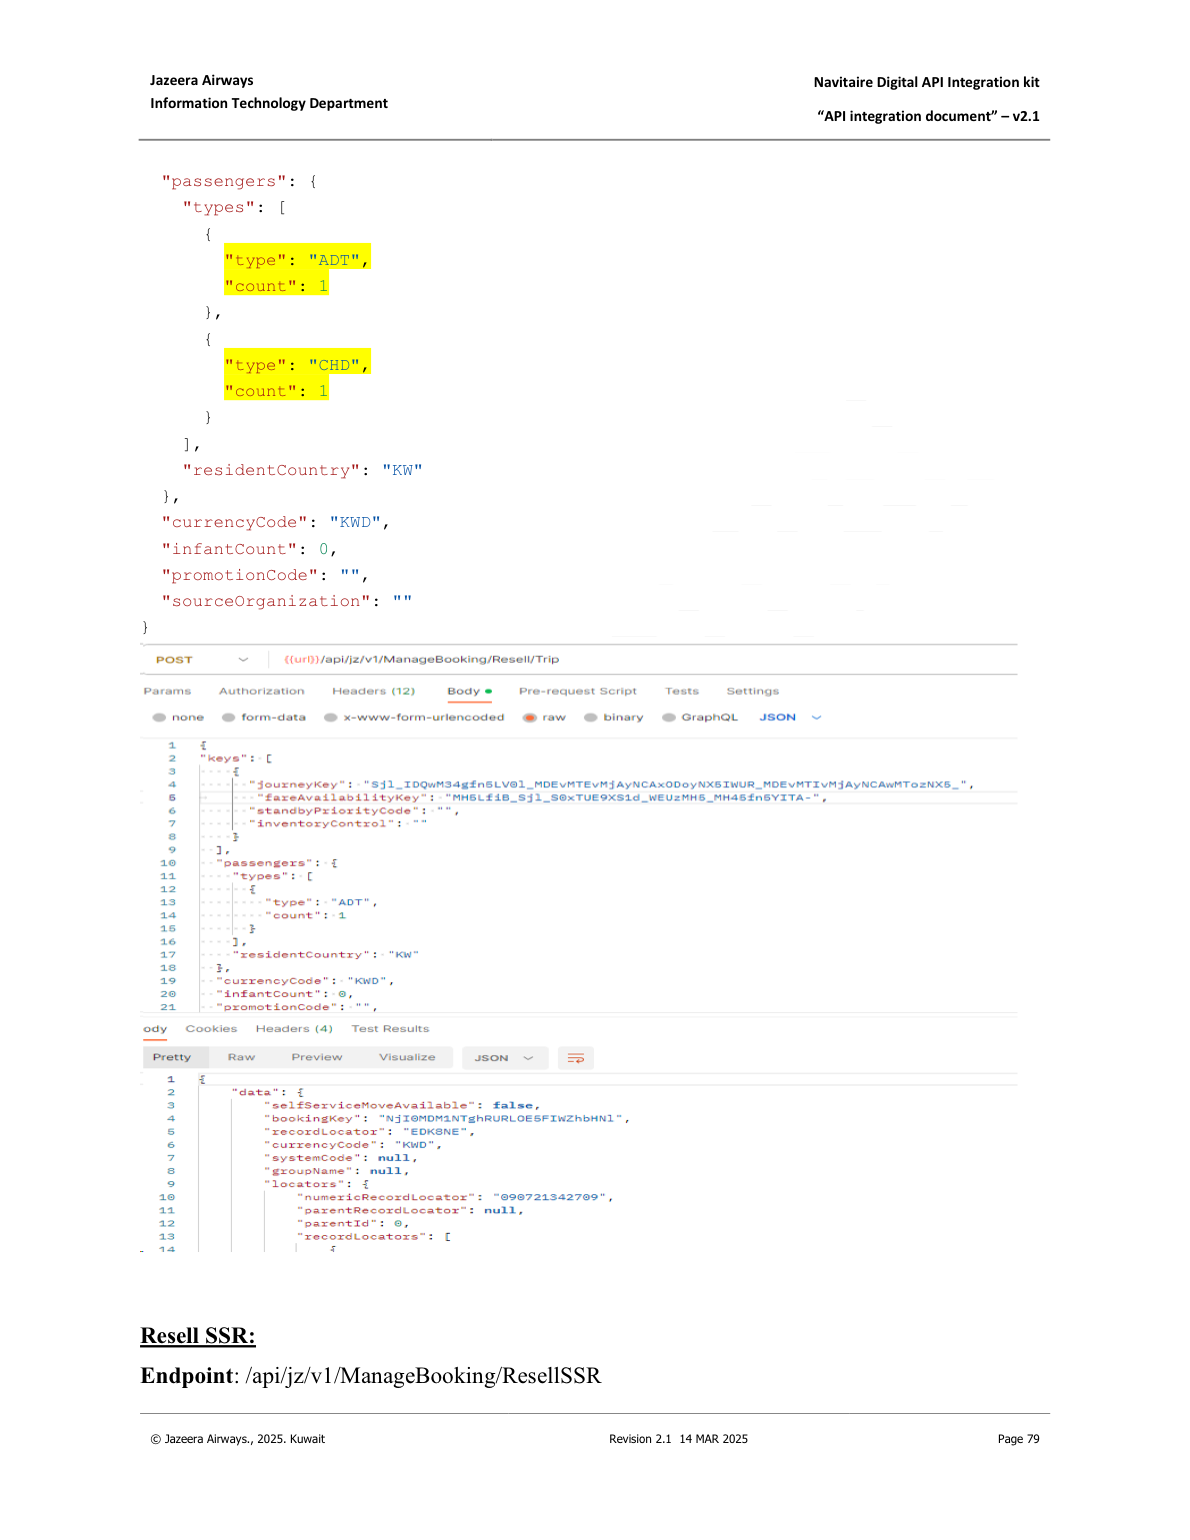 Jazeera Airways
Information Technology Department
Navitaire Digital API Integration kit
“API integration document” – v2.1
"passengers": {
"types": [
{
"type": "ADT",
"count": 1
},
{
"type": "CHD",
"count": 1
}
],
"residentCountry": "KW"
},
"currencyCode": "KWD",
"infantCount": 0,
"promotionCode": "",
"sourceOrganization": ""
}
POST {{url}}/api/jz/v1/ManageBooking/Resell/Trip
Params Authorization Headers (12) Body Pre-request Script Tests Settings
none form-data x-www-form-urlencoded raw binary GraphQL JSON
1 {
2 "keys": [
3 {
4 "journeyKey": "Sjl_IDQwM34gfn5LV0l_MDEvMTEvMjAyNCAxODoyNX5IWUR_MDEvMTIvMjAyNCAwMTozNX5_",
5 "fareAvailabilityKey": "MH5LfiB_Sjl_S0xTUE9XS1d_WEUzMH5_MH45fn5YITA-",
6 "standbyPriorityCode": "",
7 "inventoryControl": ""
8 }
9 ],
10 "passengers": {
11 "types": [
12 {
13 "type": "ADT",
14 "count": 1
15 }
16 ],
17 "residentCountry": "KW"
18 },
19 "currencyCode": "KWD",
20 "infantCount": 0,
21 "promotionCode": "",
ody Cookies Headers (4) Test Results
Pretty Raw Preview Visualize JSON
1 {
2 "data": {
3 "selfServiceMoveAvailable": false,
4 "bookingKey": "NjI0MDM1NTghRURLOE5FIWZhbHNl",
5 "recordLocator": "EDK8NE",
6 "currencyCode": "KWD",
7 "systemCode": null,
8 "groupName": null,
9 "locators": {
10 "numericRecordLocator": "090721342709",
11 "parentRecordLocator": null,
12 "parentId": 0,
13 "recordLocators": [
14 {
Resell SSR:
Endpoint: /api/jz/v1/ManageBooking/ResellSSR
© Jazeera Airways., 2025. Kuwait
Revision 2.1 14 MAR 2025
Page 79